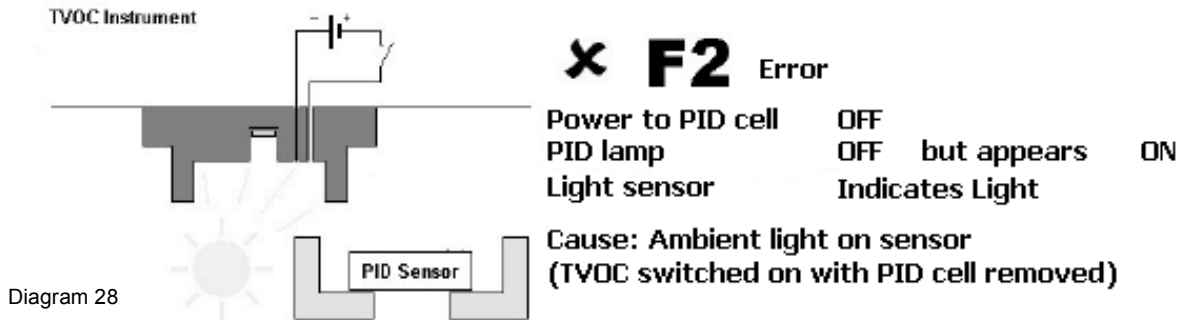 TVOC Instrument
- +
✗ F2 Error
Power to PID cell OFF
PID lamp OFF but appears ON
Light sensor Indicates Light
Cause: Ambient light on sensor
(TVOC switched on with PID cell removed)
PID Sensor
Diagram 28